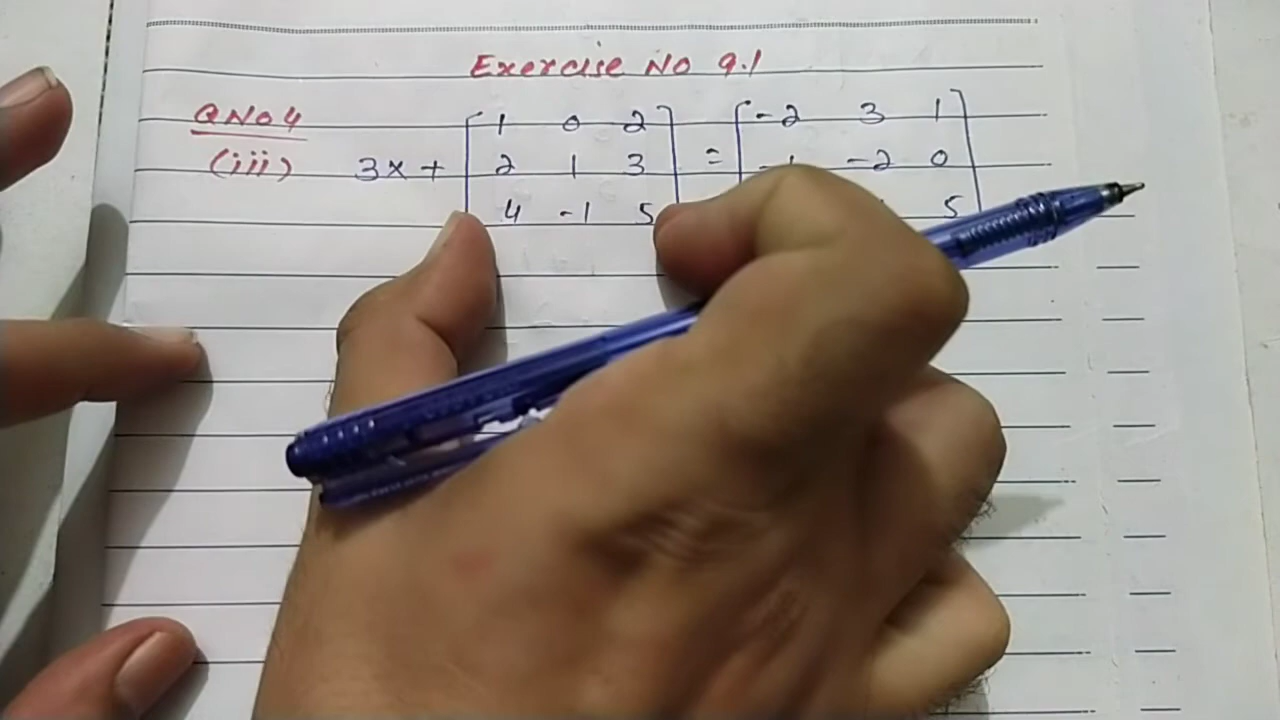 Exercise No 9.1
QNo4
1 0 2 -2 3 1
(iii) 3x + 2 1 3 = -1 -2 0
4 -1 5 5